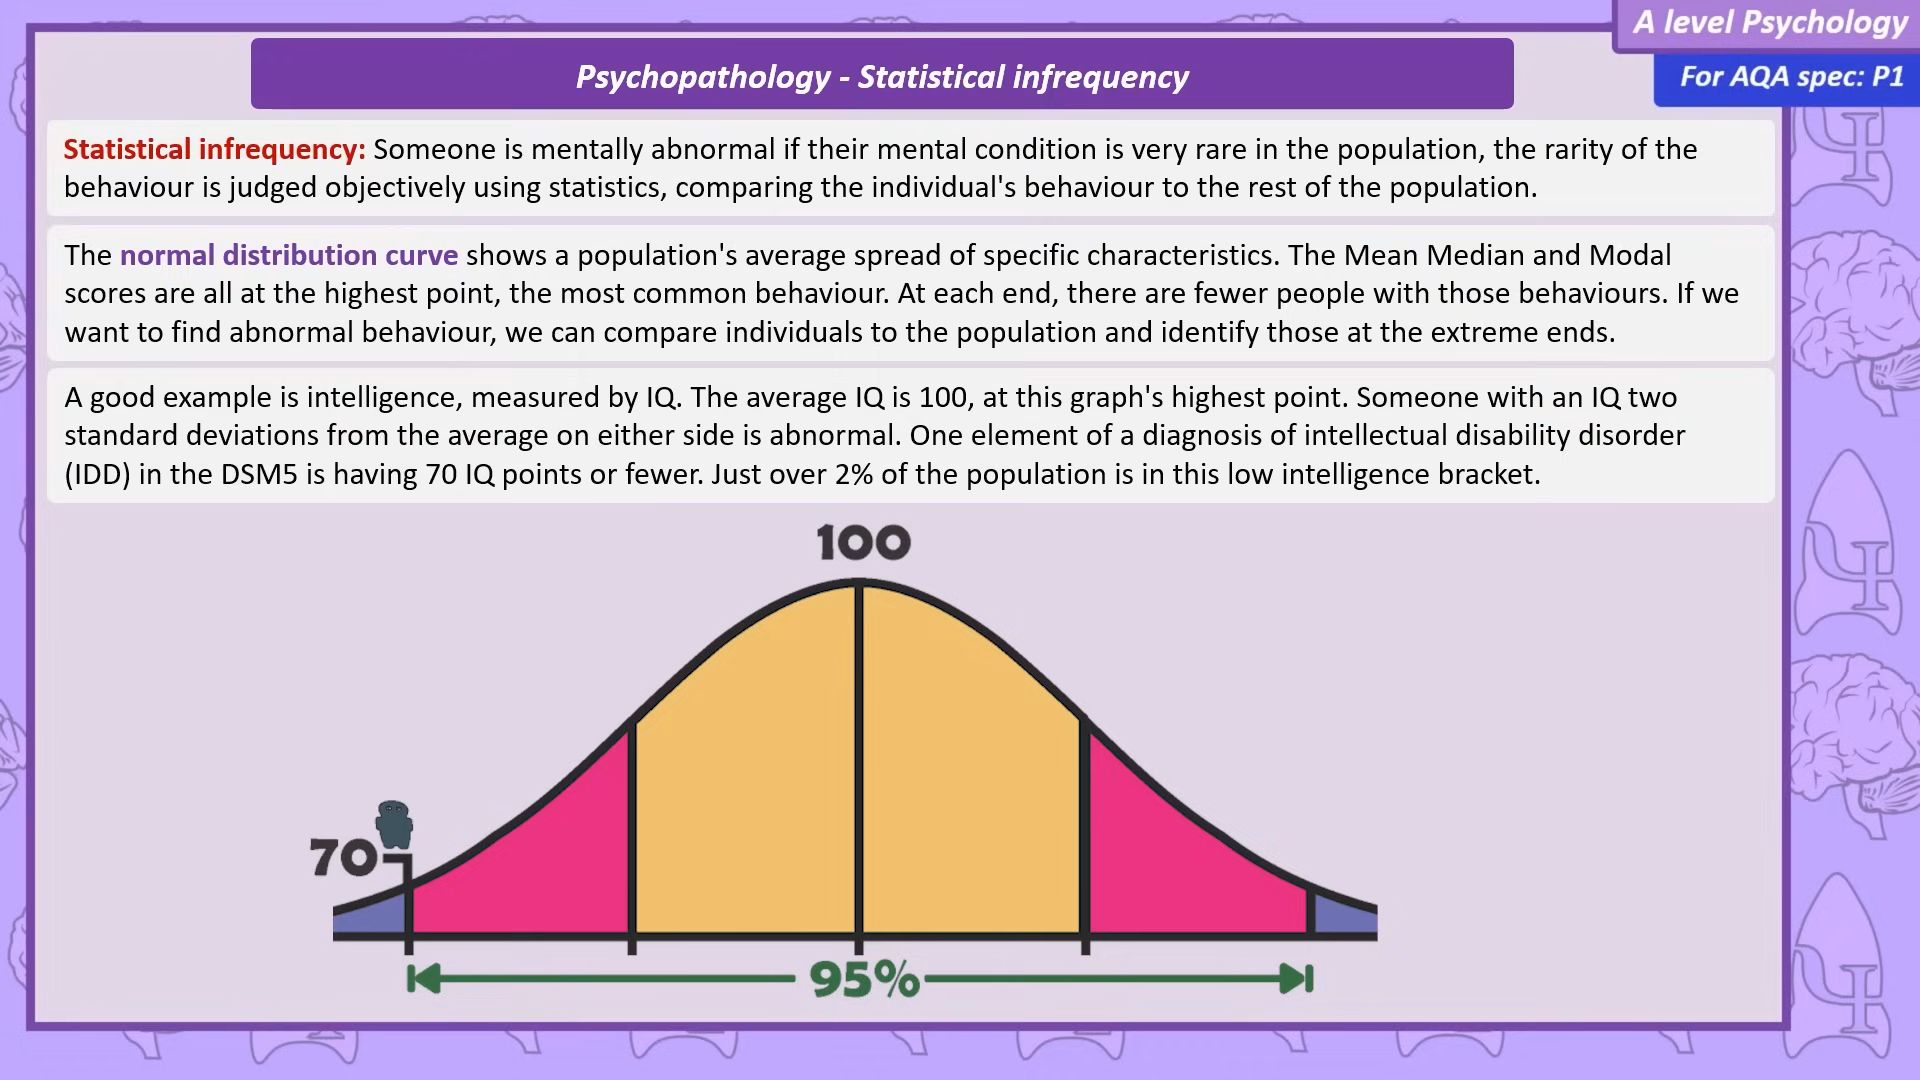 A level Psychology
For AQA spec: P1
Psychopathology - Statistical infrequency
Statistical infrequency: Someone is mentally abnormal if their mental condition is very rare in the population, the rarity of the
behaviour is judged objectively using statistics, comparing the individual's behaviour to the rest of the population.
The normal distribution curve shows a population's average spread of specific characteristics. The Mean Median and Modal
scores are all at the highest point, the most common behaviour. At each end, there are fewer people with those behaviours. If we
want to find abnormal behaviour, we can compare individuals to the population and identify those at the extreme ends.
A good example is intelligence, measured by IQ. The average IQ is 100, at this graph's highest point. Someone with an IQ two
standard deviations from the average on either side is abnormal. One element of a diagnosis of intellectual disability disorder
(IDD) in the DSM5 is having 70 IQ points or fewer. Just over 2% of the population is in this low intelligence bracket.
100
70
95%